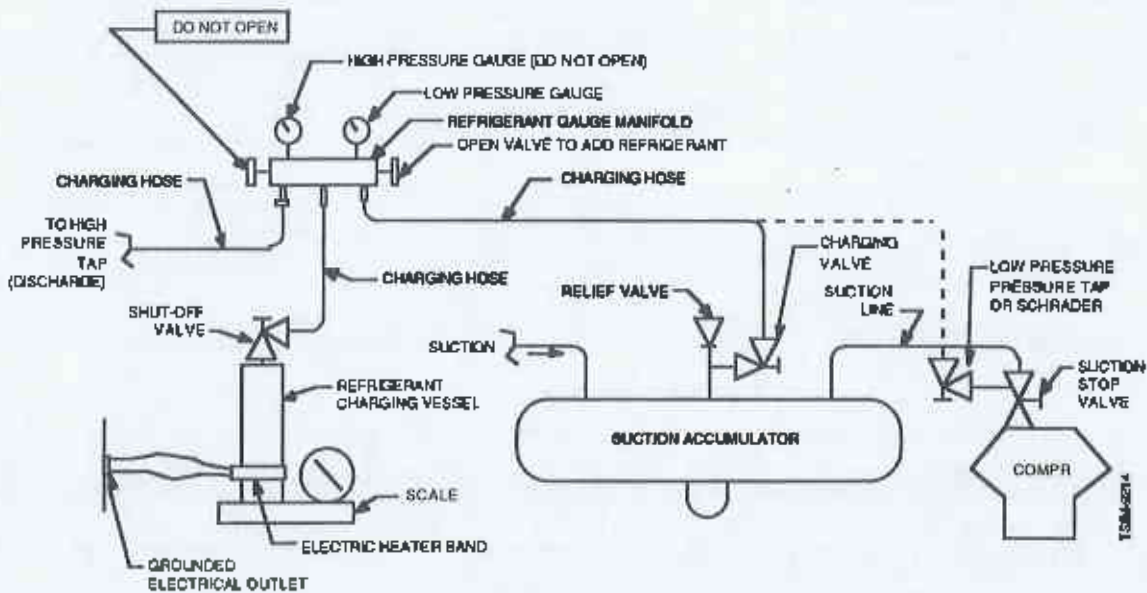 DO NOT OPEN
HIGH PRESSURE GAUGE (DO NOT OPEN)
LOW PRESSURE GAUGE
REFRIGERANT GAUGE MANIFOLD
OPEN VALVE TO ADD REFRIGERANT
CHARGING HOSE
CHARGING HOSE
TO HIGH
PRESSURE
TAP
(DISCHARGE)
CHARGING HOSE
CHARGING
VALVE
LOW PRESSURE
PRESSURE TAP
OR SCHRADER
RELIEF VALVE
SUCTION
LINE
SHUT-OFF
VALVE
SUCTION
SUCTION
STOP
VALVE
REFRIGERANT
CHARGING VESSEL
SUCTION ACCUMULATOR
COMPR
SCALE
ELECTRIC HEATER BAND
GROUNDED
ELECTRICAL OUTLET